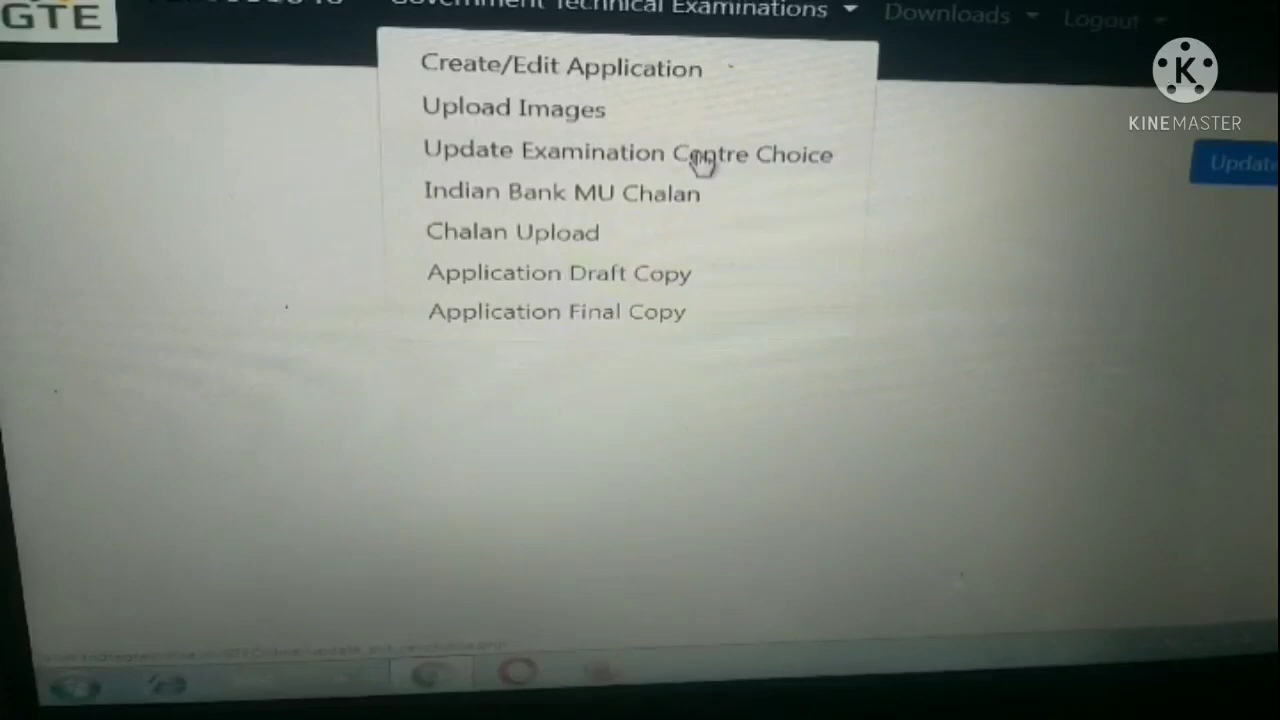 GTE
Government Technical Examinations
Downloads
Logout
Create/Edit Application
Upload Images
Update Examination Centre Choice
Indian Bank MU Chalan
Chalan Upload
Application Draft Copy
Application Final Copy
Update
K
KINEMASTER